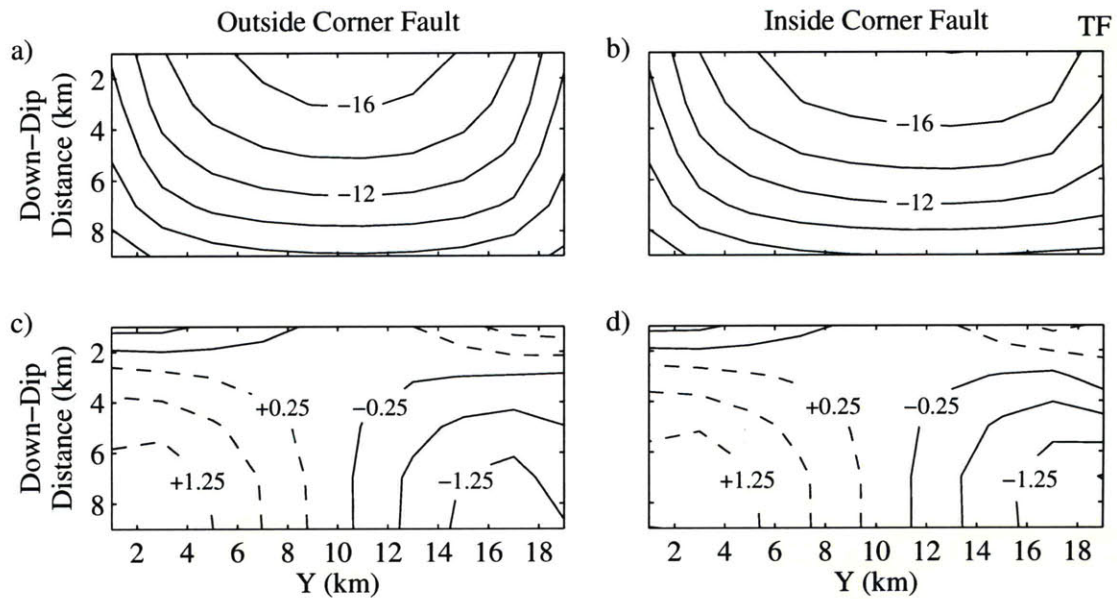 Outside Corner Fault
Inside Corner Fault
TF
a)
b)
Down-Dip
Distance (km)
2
4
6
8
-16
-12
-16
-12
c)
d)
Down-Dip
Distance (km)
2
4
6
8
+0.25
-0.25
+1.25
-1.25
+0.25
-0.25
+1.25
-1.25
2 4 6 8 10 12 14 16 18
Y (km)
2 4 6 8 10 12 14 16 18
Y (km)